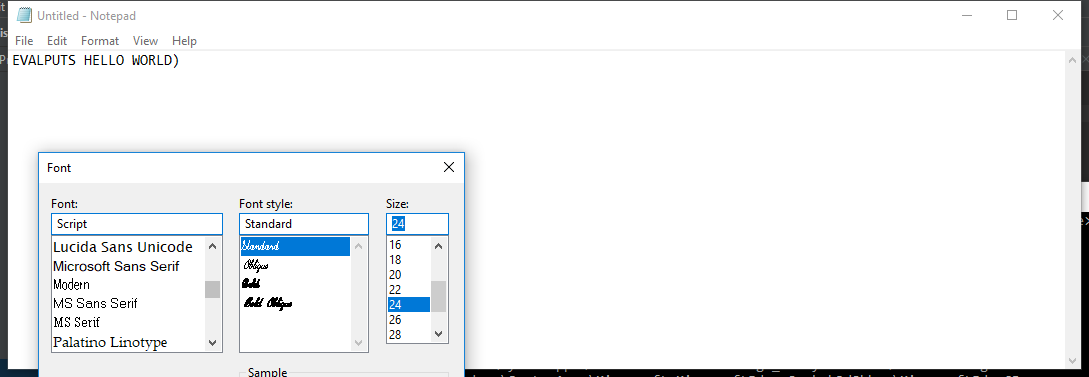 Untitled - Notepad
File Edit Format View Help
EVALPUTS HELLO WORLD)
Font
Font: Font style: Size:
Script Standard 24
Lucida Sans Unicode
Microsoft Sans Serif
Modern
MS Sans Serif
MS Serif
Palatino Linotype
Standard
Oblique
Bold
Bold Oblique
16
18
20
22
24
26
28
Sample